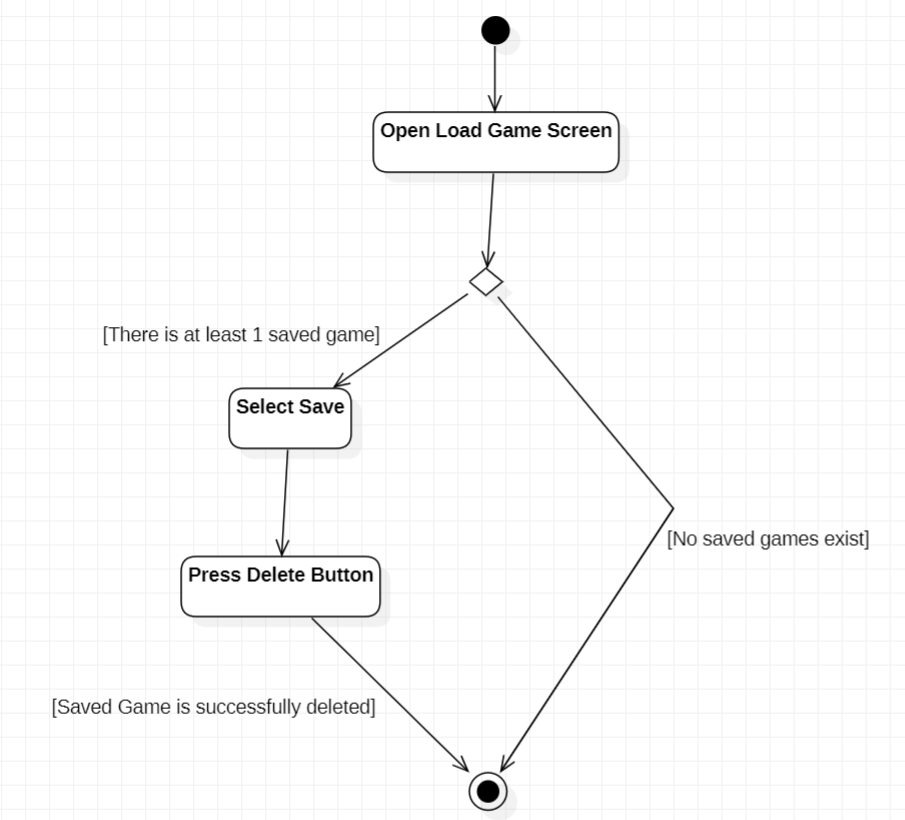 Open Load Game Screen
[There is at least 1 saved game]
Select Save
[No saved games exist]
Press Delete Button
[Saved Game is successfully deleted]